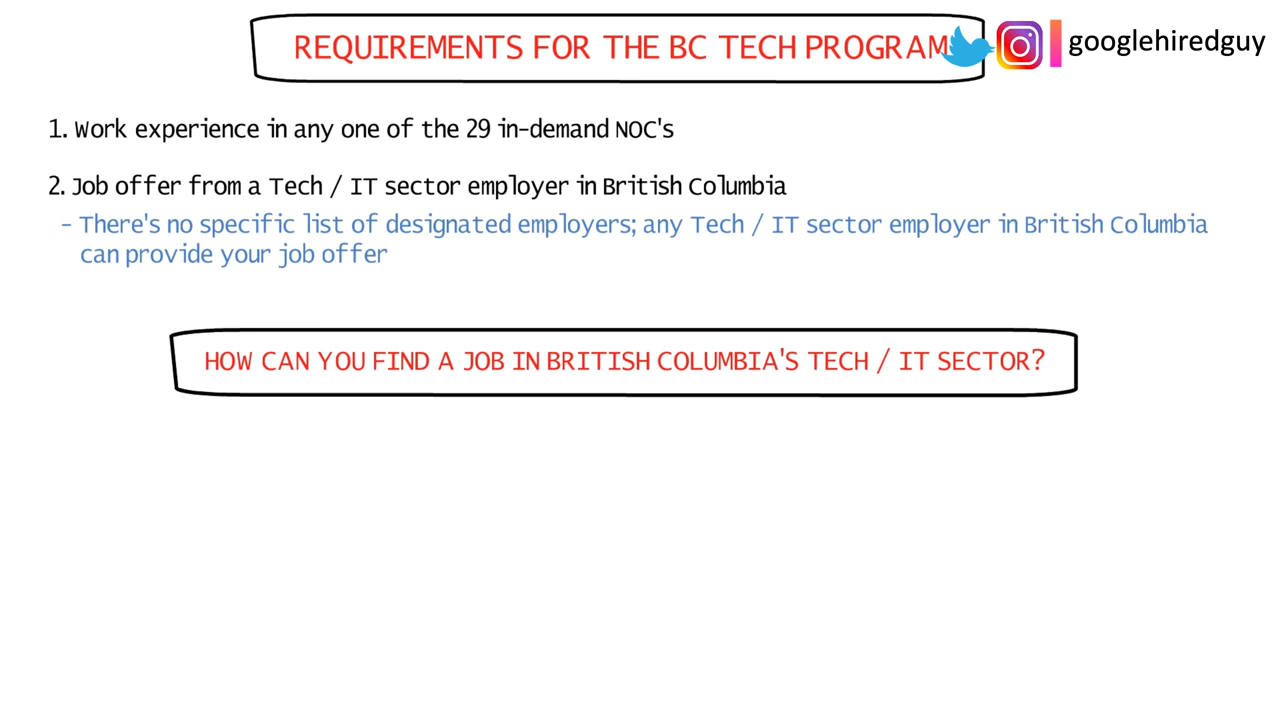 REQUIREMENTS FOR THE BC TECH PROGRAM
googlehiredguy
1. Work experience in any one of the 29 in-demand NOC's
2. Job offer from a Tech / IT sector employer in British Columbia
- There's no specific list of designated employers; any Tech / IT sector employer in British Columbia
can provide your job offer
HOW CAN YOU FIND A JOB IN BRITISH COLUMBIA'S TECH / IT SECTOR?